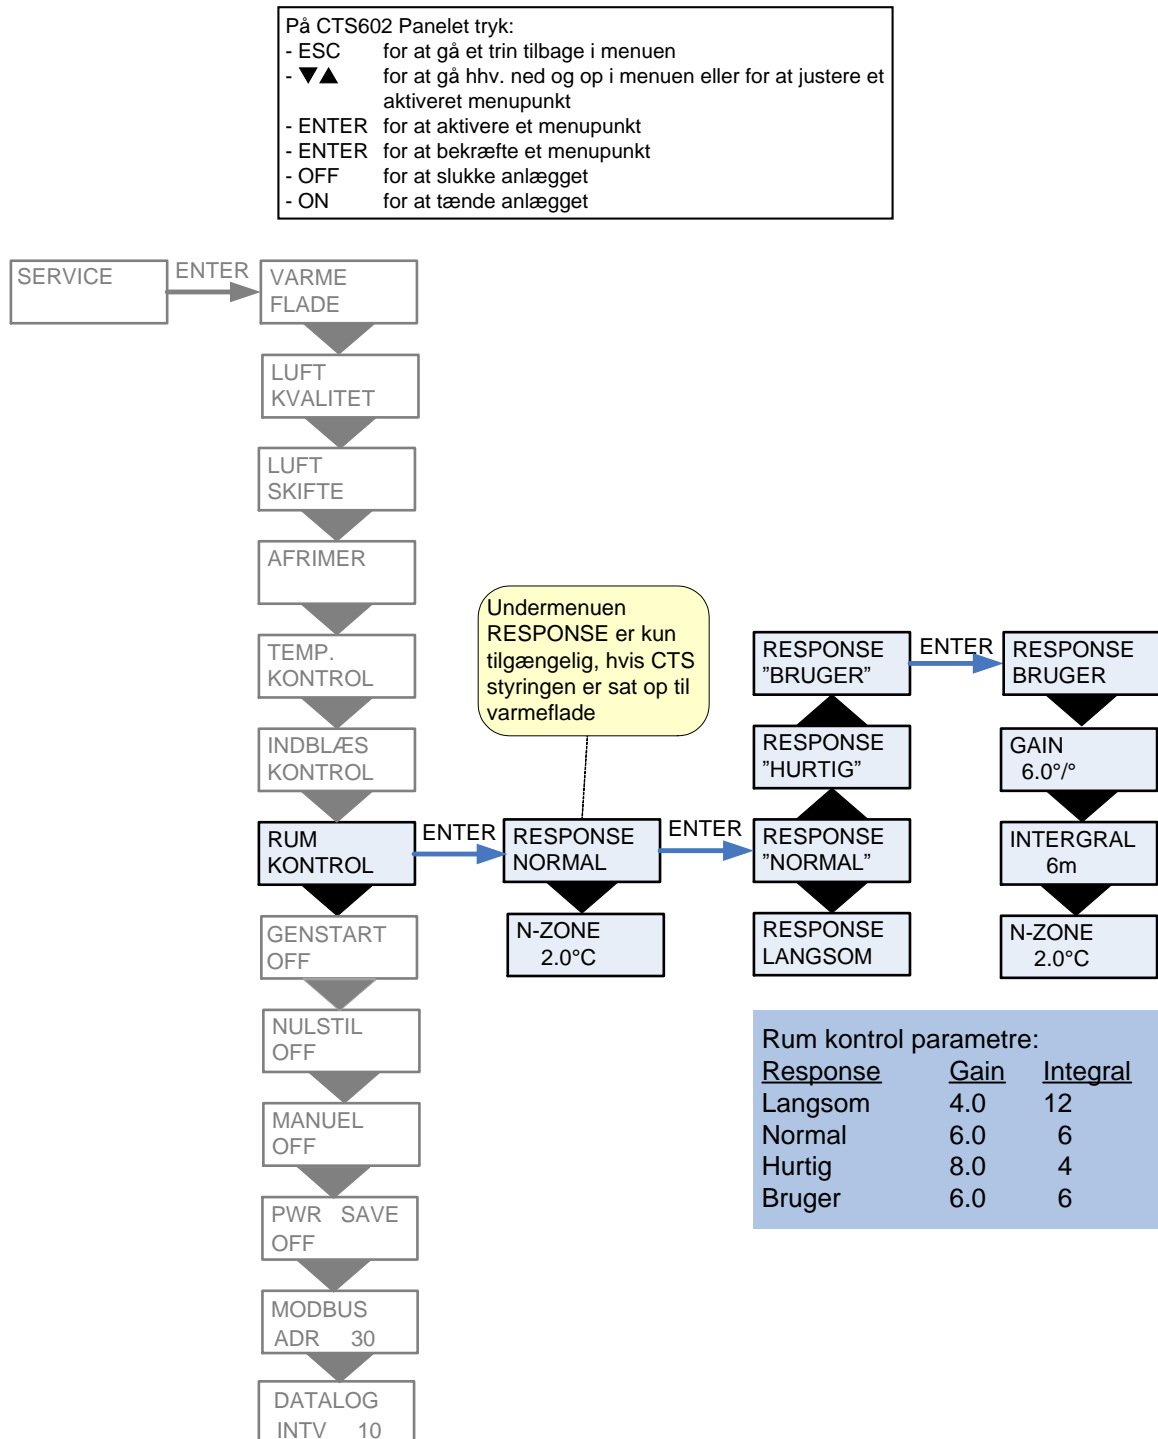 På CTS602 Panelet tryk:
- ESC for at gå et trin tilbage i menuen
- ▼▲ for at gå hhv. ned og op i menuen eller for at justere et
aktiveret menupunkt
- ENTER for at aktivere et menupunkt
- ENTER for at bekræfte et menupunkt
- OFF for at slukke anlægget
- ON for at tænde anlægget
SERVICE
ENTER
VARME
FLADE
LUFT
KVALITET
LUFT
SKIFTE
AFRIMER
TEMP.
KONTROL
INDBLÆS
KONTROL
RUM
KONTROL
ENTER
Undermenuen
RESPONSE er kun
tilgængelig, hvis CTS
styringen er sat op til
varmeflade
RESPONSE
NORMAL
N-ZONE
2.0°C
ENTER
RESPONSE
"BRUGER"
RESPONSE
"HURTIG"
RESPONSE
"NORMAL"
RESPONSE
LANGSOM
ENTER
RESPONSE
BRUGER
GAIN
6.0°/°
INTERGRAL
6m
N-ZONE
2.0°C
GENSTART
OFF
NULSTIL
OFF
MANUEL
OFF
PWR SAVE
OFF
MODBUS
ADR 30
DATALOG
INTV 10
Rum kontrol parametre:
Response Gain Integral
Langsom 4.0 12
Normal 6.0 6
Hurtig 8.0 4
Bruger 6.0 6